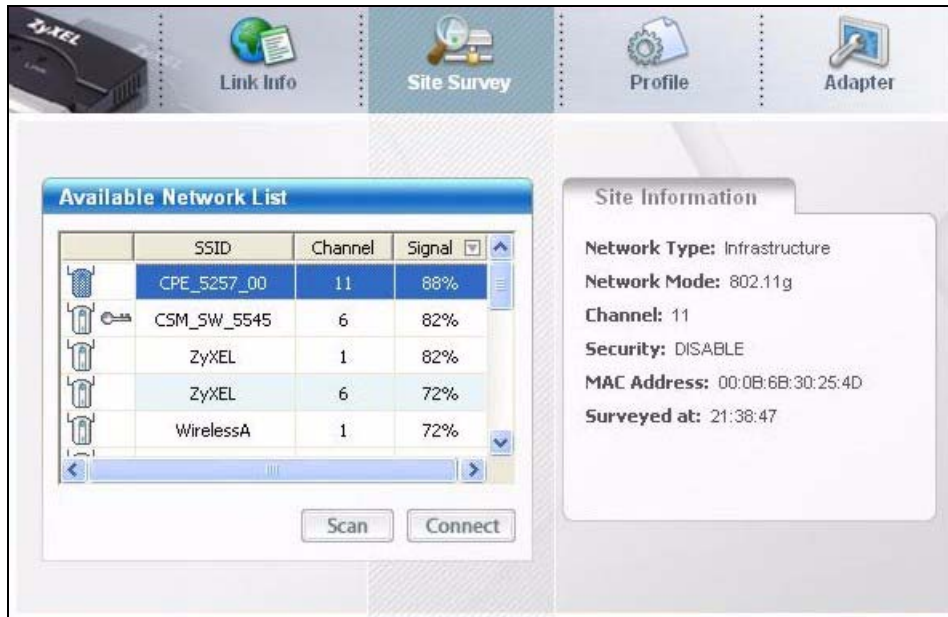 ZyXEL
Link Info
Site Survey
Profile
Adapter
Available Network List
SSID Channel Signal
CPE_5257_00 11 88%
CSM_SW_5545 6 82%
ZyXEL 1 82%
ZyXEL 6 72%
WirelessA 1 72%
Scan
Connect
Site Information
Network Type: Infrastructure
Network Mode: 802.11g
Channel: 11
Security: DISABLE
MAC Address: 00:0B:6B:30:25:4D
Surveyed at: 21:38:47